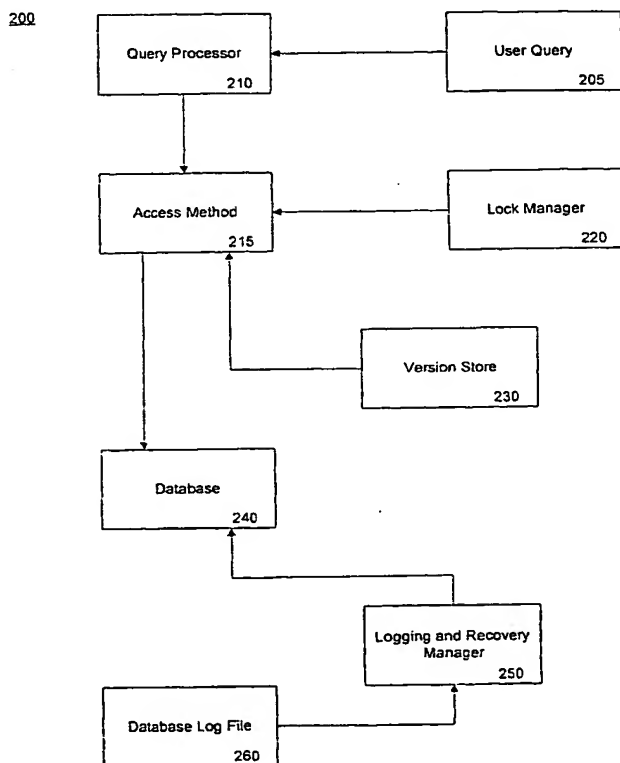 200
Query Processor
210
User Query
205
Access Method
215
Lock Manager
220
Version Store
230
Database
240
Logging and Recovery
Manager
250
Database Log File
260